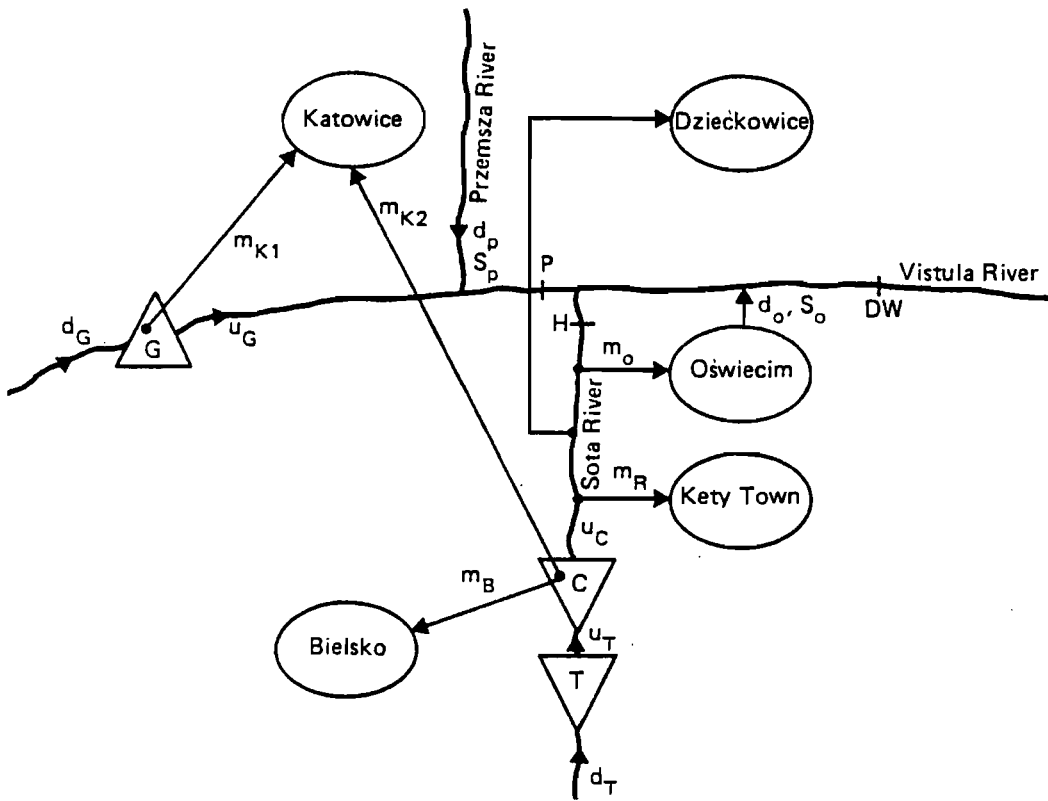 Katowice
Dziećkowice
Przemsza River
m_K2
m_K1
d_p
S_p
P
Vistula River
d_G
G
u_G
H
d_o, S_o
DW
m_o
Oświecim
Sota River
m_R
Kety Town
u_C
C
m_B
Bielsko
u_T
T
d_T